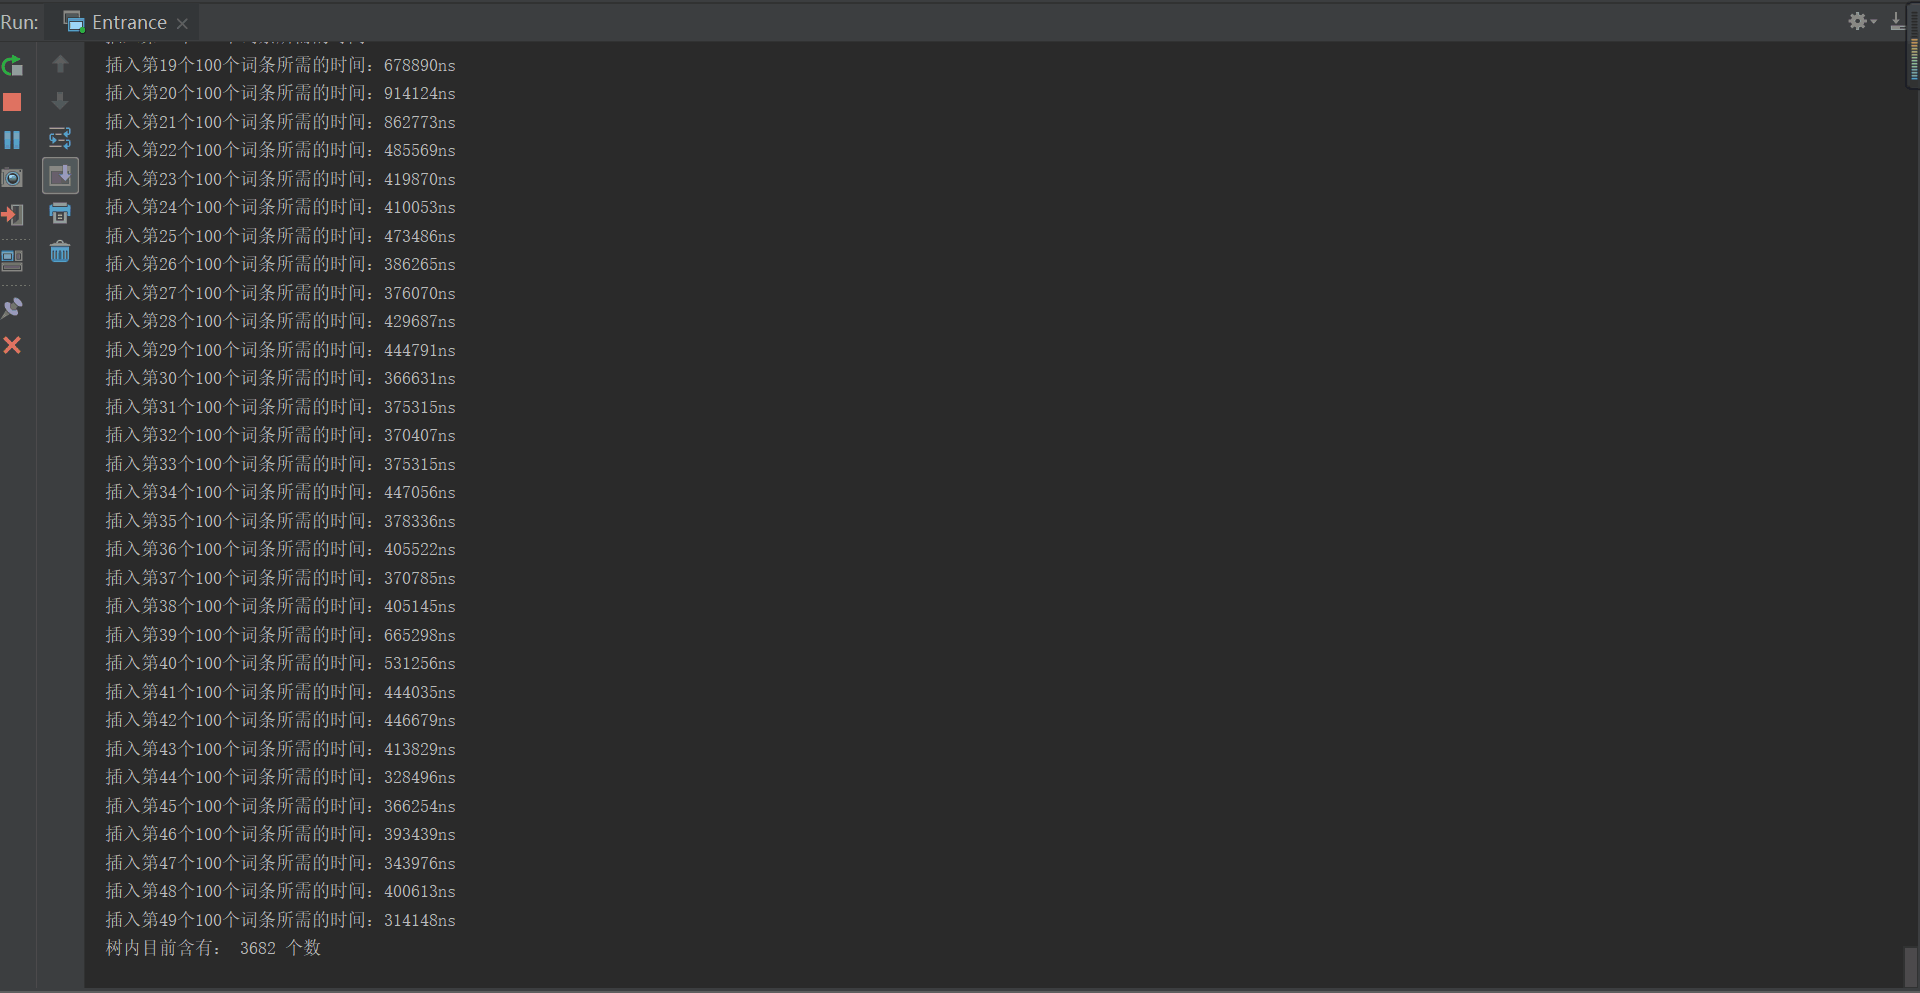 Run: Entrance
插入第19个100个词条所需的时间：678890ns
插入第20个100个词条所需的时间：914124ns
插入第21个100个词条所需的时间：862773ns
插入第22个100个词条所需的时间：485569ns
插入第23个100个词条所需的时间：419870ns
插入第24个100个词条所需的时间：410053ns
插入第25个100个词条所需的时间：473486ns
插入第26个100个词条所需的时间：386265ns
插入第27个100个词条所需的时间：376070ns
插入第28个100个词条所需的时间：429687ns
插入第29个100个词条所需的时间：444791ns
插入第30个100个词条所需的时间：366631ns
插入第31个100个词条所需的时间：375315ns
插入第32个100个词条所需的时间：370407ns
插入第33个100个词条所需的时间：375315ns
插入第34个100个词条所需的时间：447056ns
插入第35个100个词条所需的时间：378336ns
插入第36个100个词条所需的时间：405522ns
插入第37个100个词条所需的时间：370785ns
插入第38个100个词条所需的时间：405145ns
插入第39个100个词条所需的时间：665298ns
插入第40个100个词条所需的时间：531256ns
插入第41个100个词条所需的时间：444035ns
插入第42个100个词条所需的时间：446679ns
插入第43个100个词条所需的时间：413829ns
插入第44个100个词条所需的时间：328496ns
插入第45个100个词条所需的时间：366254ns
插入第46个100个词条所需的时间：393439ns
插入第47个100个词条所需的时间：343976ns
插入第48个100个词条所需的时间：400613ns
插入第49个100个词条所需的时间：314148ns
树内目前含有： 3682 个数